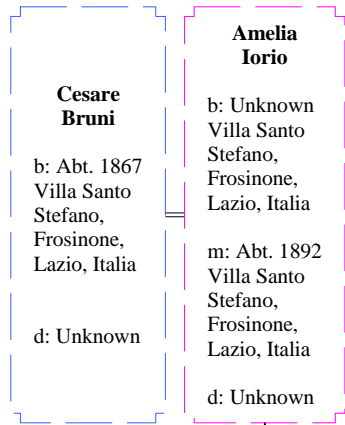 Cesare
Bruni
b: Abt. 1867
Villa Santo
Stefano,
Frosinone,
Lazio, Italia
d: Unknown
Amelia
Iorio
b: Unknown
Villa Santo
Stefano,
Frosinone,
Lazio, Italia
m: Abt. 1892
Villa Santo
Stefano,
Frosinone,
Lazio, Italia
d: Unknown